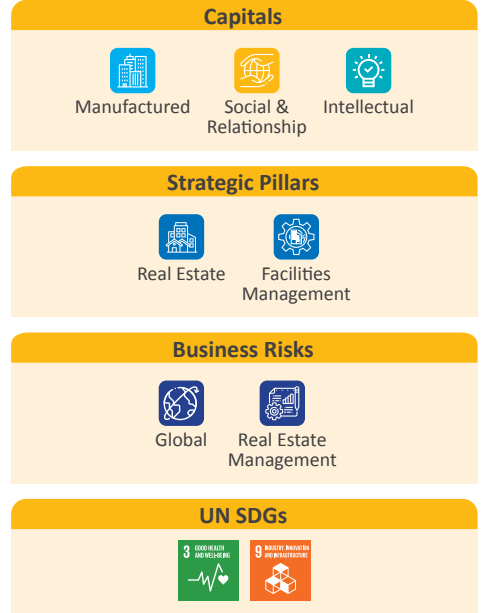 Capitals
Manufactured
Social &
Relationship
Intellectual
Strategic Pillars
Real Estate
Facilities
Management
Business Risks
Global
Real Estate
Management
UN SDGs
3 GOOD HEALTH
AND WELL-BEING
9 INDUSTRY, INNOVATION
AND INFRASTRUCTURE